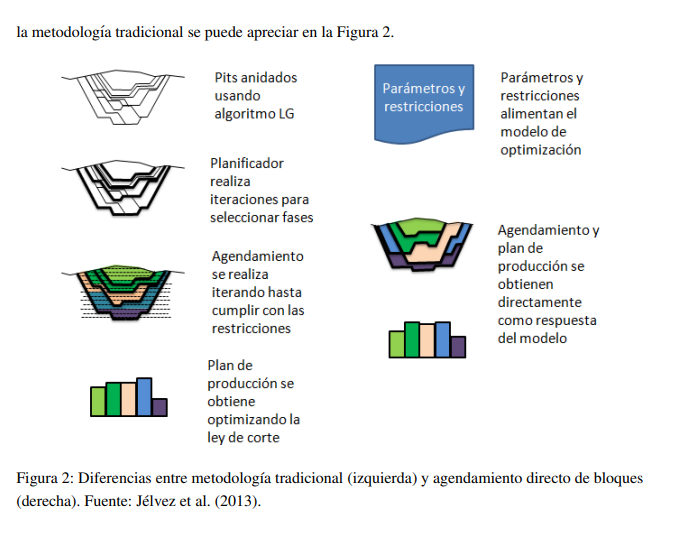 la metodología tradicional se puede apreciar en la Figura 2.
Pits anidados
usando
algoritmo LG
Planificador
realiza
iteraciones para
seleccionar fases
Agendamiento
se realiza
iterando hasta
cumplir con las
restricciones
Plan de
producción se
obtiene
optimizando la
ley de corte
Parámetros y
restricciones
Parámetros y
restricciones
alimentan el
modelo de
optimización
Agendamiento y
plan de
producción se
obtienen
directamente
como respuesta
del modelo
Figura 2: Diferencias entre metodología tradicional (izquierda) y agendamiento directo de bloques
(derecha). Fuente: Jélvez et al. (2013).